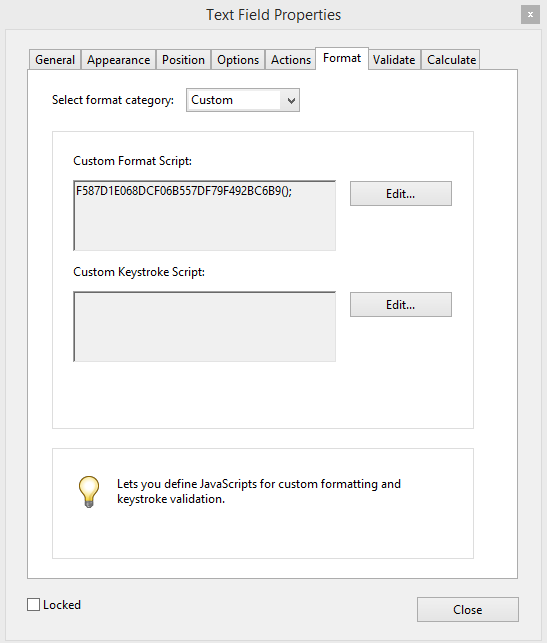 Text Field Properties
x
General Appearance Position Options Actions Format Validate Calculate
Select format category: Custom
Custom Format Script:
F587D1E068DCF06B557DF79F492BC6B9();
Edit...
Custom Keystroke Script:
Edit...
Lets you define JavaScripts for custom formatting and
keystroke validation.
Locked
Close